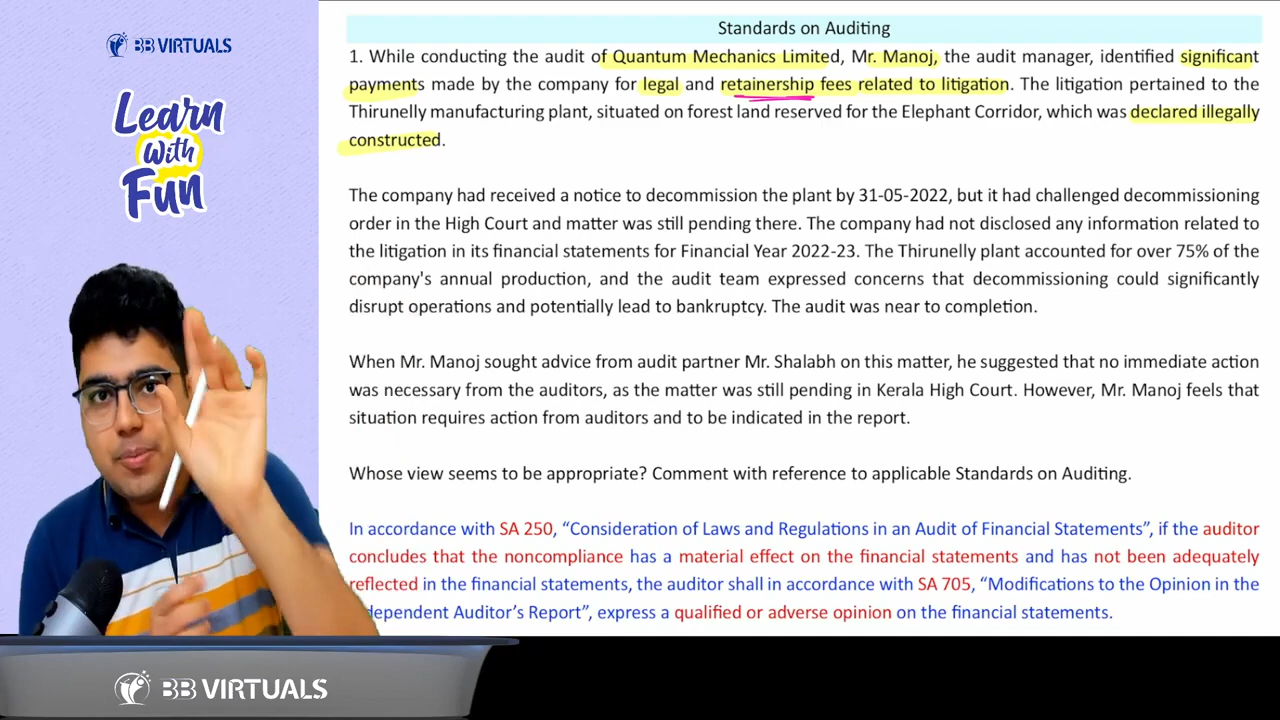 BB VIRTUALS
Learn
With
Fun
Standards on Auditing
1. While conducting the audit of Quantum Mechanics Limited, Mr. Manoj, the audit manager, identified significant
payments made by the company for legal and retainership fees related to litigation. The litigation pertained to the
Thirunelly manufacturing plant, situated on forest land reserved for the Elephant Corridor, which was declared illegally
constructed.
The company had received a notice to decommission the plant by 31-05-2022, but it had challenged decommissioning
order in the High Court and matter was still pending there. The company had not disclosed any information related to
the litigation in its financial statements for Financial Year 2022-23. The Thirunelly plant accounted for over 75% of the
company's annual production, and the audit team expressed concerns that decommissioning could significantly
disrupt operations and potentially lead to bankruptcy. The audit was near to completion.
When Mr. Manoj sought advice from audit partner Mr. Shalabh on this matter, he suggested that no immediate action
was necessary from the auditors, as the matter was still pending in Kerala High Court. However, Mr. Manoj feels that
situation requires action from auditors and to be indicated in the report.
Whose view seems to be appropriate? Comment with reference to applicable Standards on Auditing.
In accordance with SA 250, “Consideration of Laws and Regulations in an Audit of Financial Statements”, if the auditor
concludes that the noncompliance has a material effect on the financial statements and has not been adequately
reflected in the financial statements, the auditor shall in accordance with SA 705, “Modifications to the Opinion in the
Auditor’s Report”, express a qualified or adverse opinion on the financial statements.
BB VIRTUALS